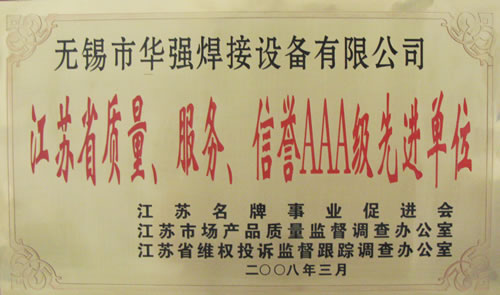 无锡市华强焊接设备有限公司
江苏省质量、服务、信誉AAA级先进单位
江苏名牌事业促进会
江苏市场产品质量监督调查办公室
江苏省维权投诉监督跟踪调查办公室
二〇〇八年三月